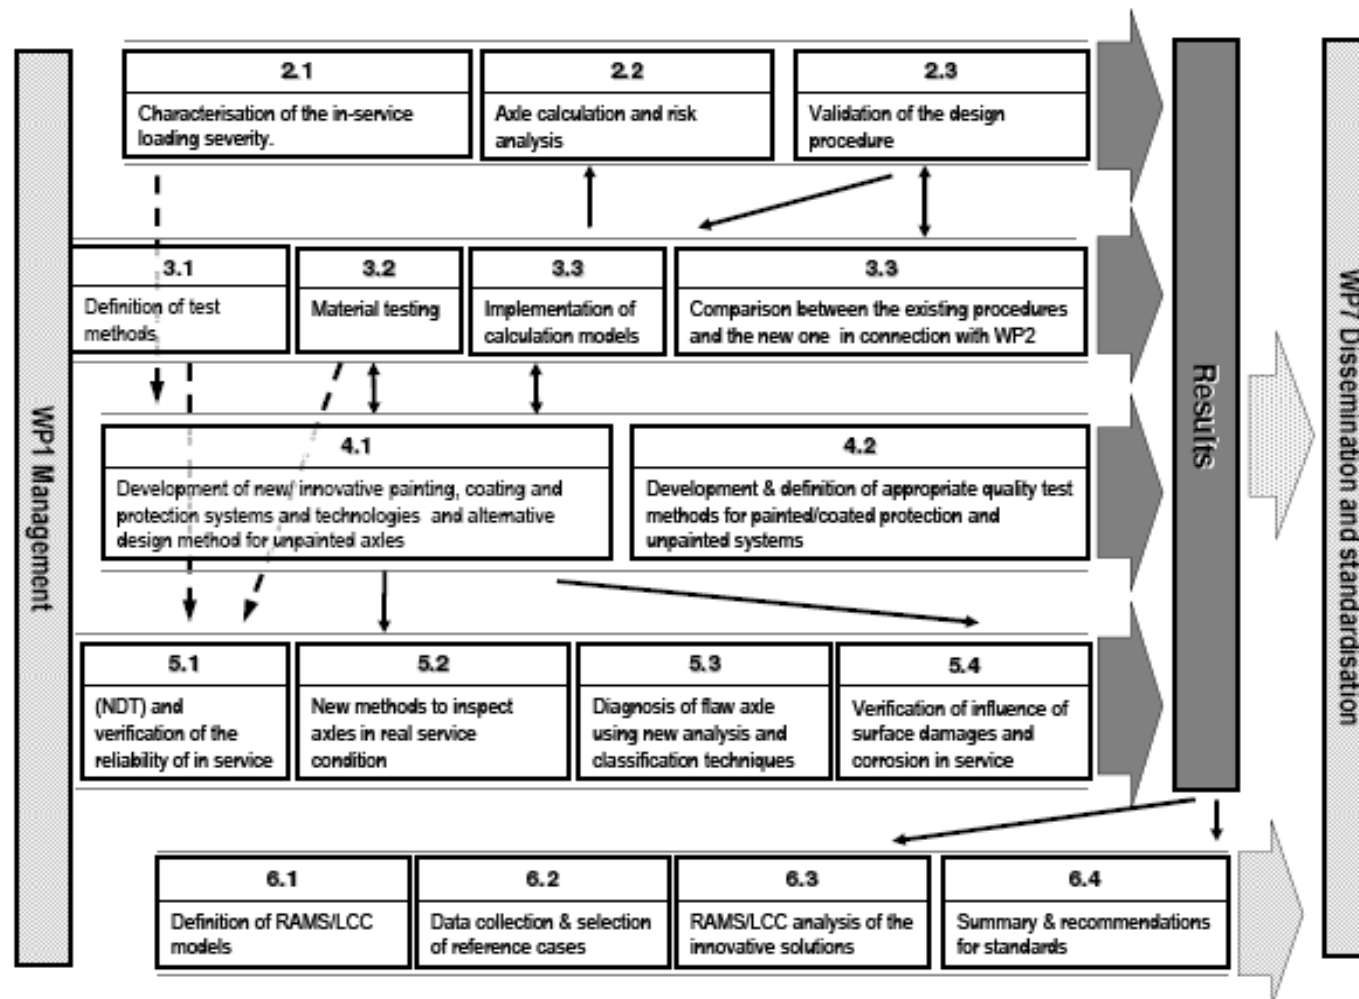 WP1 Management
2.1
Characterisation of the in-service
loading severity.
2.2
Axle calculation and risk
analysis
2.3
Validation of the design
procedure
3.1
Definition of test
methods
3.2
Material testing
3.3
Implementation of
calculation models
3.3
Comparison between the existing procedures
and the new one in connection with WP2
4.1
Development of new/ innovative painting, coating and
protection systems and technologies and alternative
design method for unpainted axles
4.2
Development & definition of appropriate quality test
methods for painted/coated protection and
unpainted systems
5.1
(NDT) and
verification of the
reliability of in service
5.2
New methods to inspect
axles in real service
condition
5.3
Diagnosis of flaw axle
using new analysis and
classification techniques
5.4
Verification of influence of
surface damages and
corrosion in service
6.1
Definition of RAMS/LCC
models
6.2
Data collection & selection
of reference cases
6.3
RAMS/LCC analysis of the
innovative solutions
6.4
Summary & recommendations
for standards
Results
WP7 Dissemination and standardisation